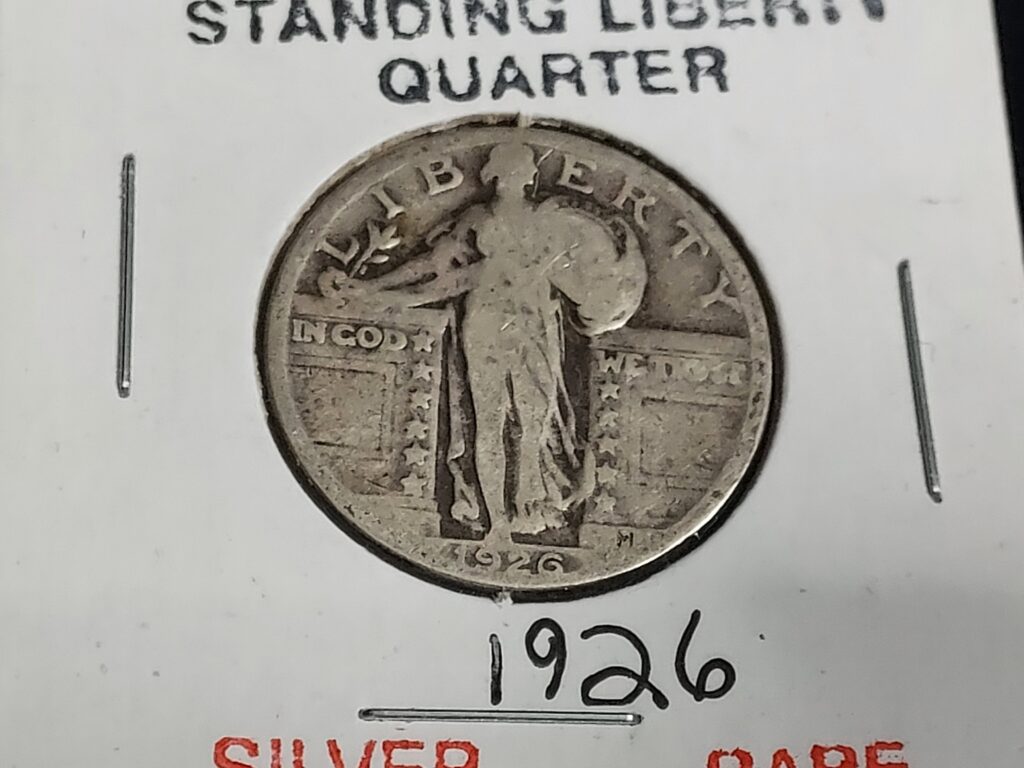 STANDING LIBERTY
QUARTER
LIBERTY
IN GOD WE TRUST
1926
M
1926
SILVER RARE